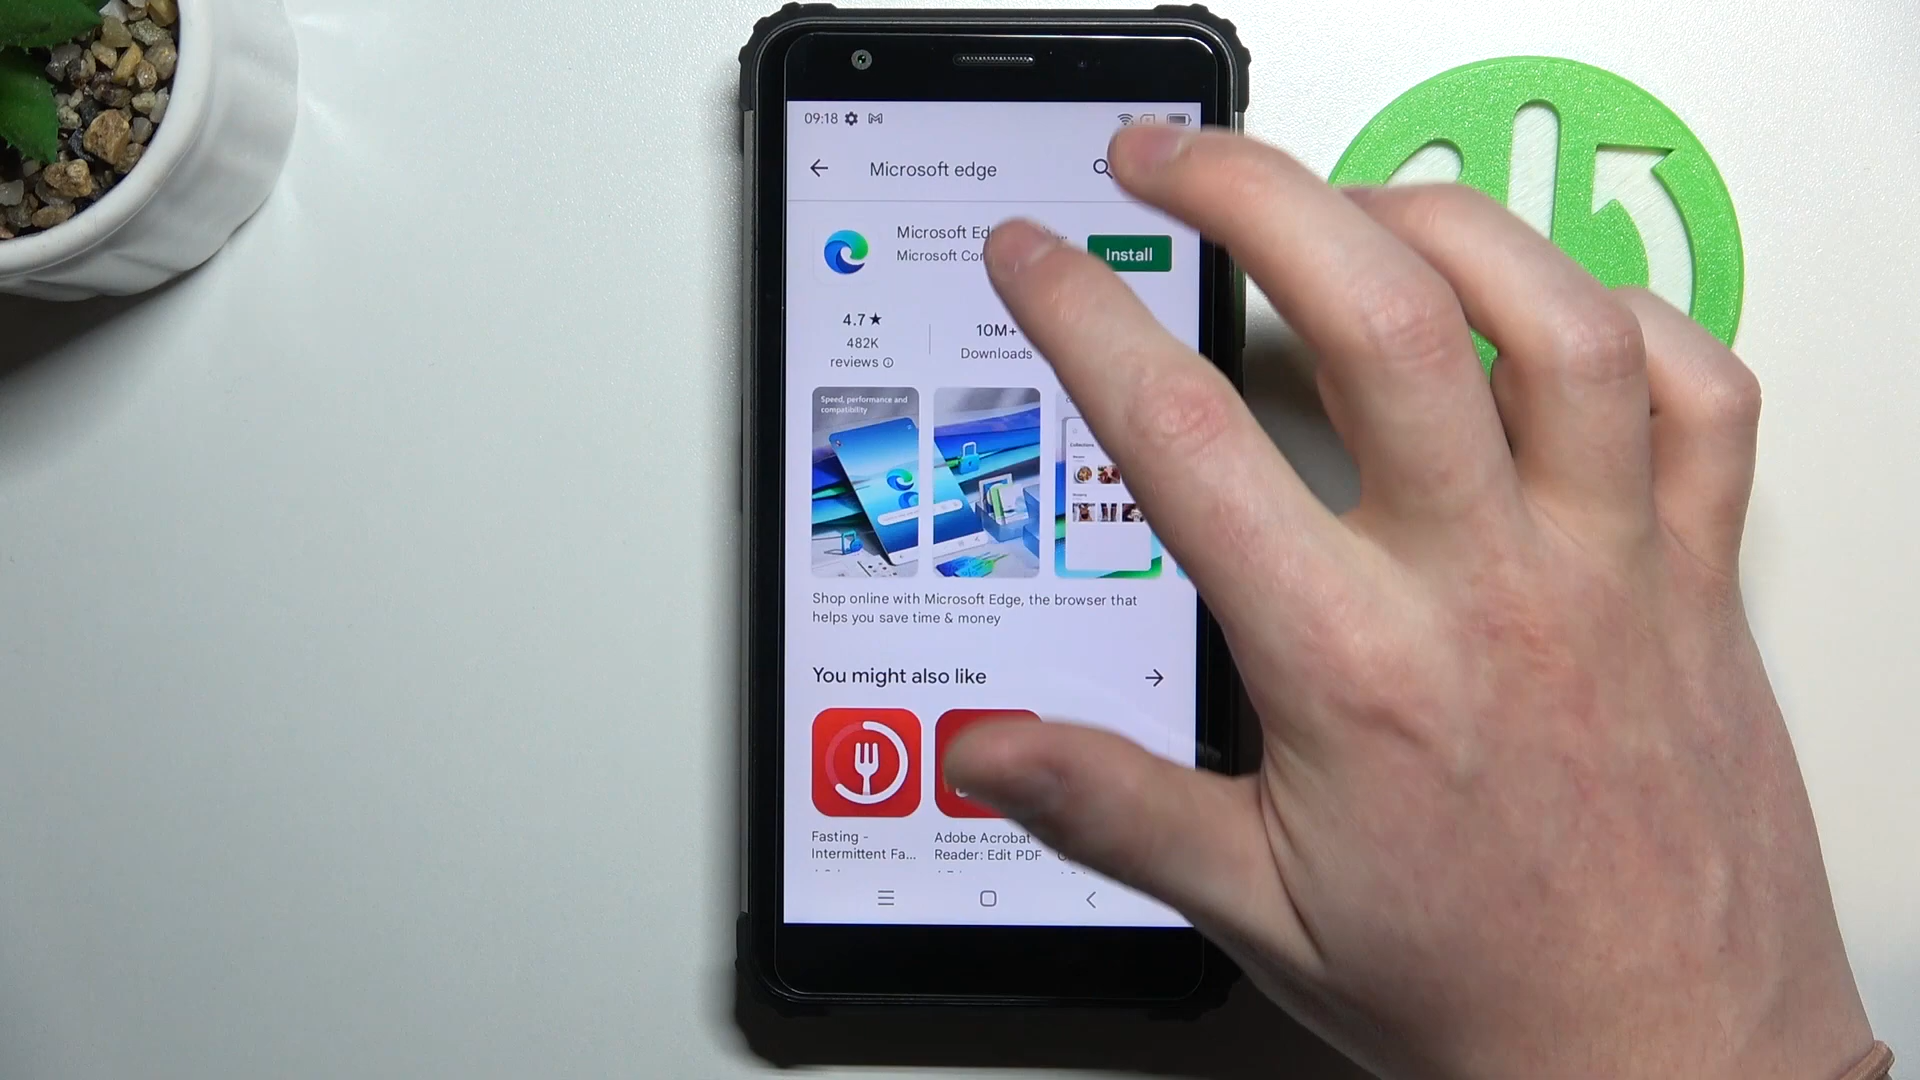 09:18
Microsoft edge
Microsoft
Install
Microsoft
4.7★
482K
reviews
10M+
Downloads
Speed, performance and
compatibility
Collections
Shop online with Microsoft Edge, the browser that
helps you save time & money
You might also like
Fasting -
Intermittent Fa...
Adobe Acrobat
Reader: Edit PDF